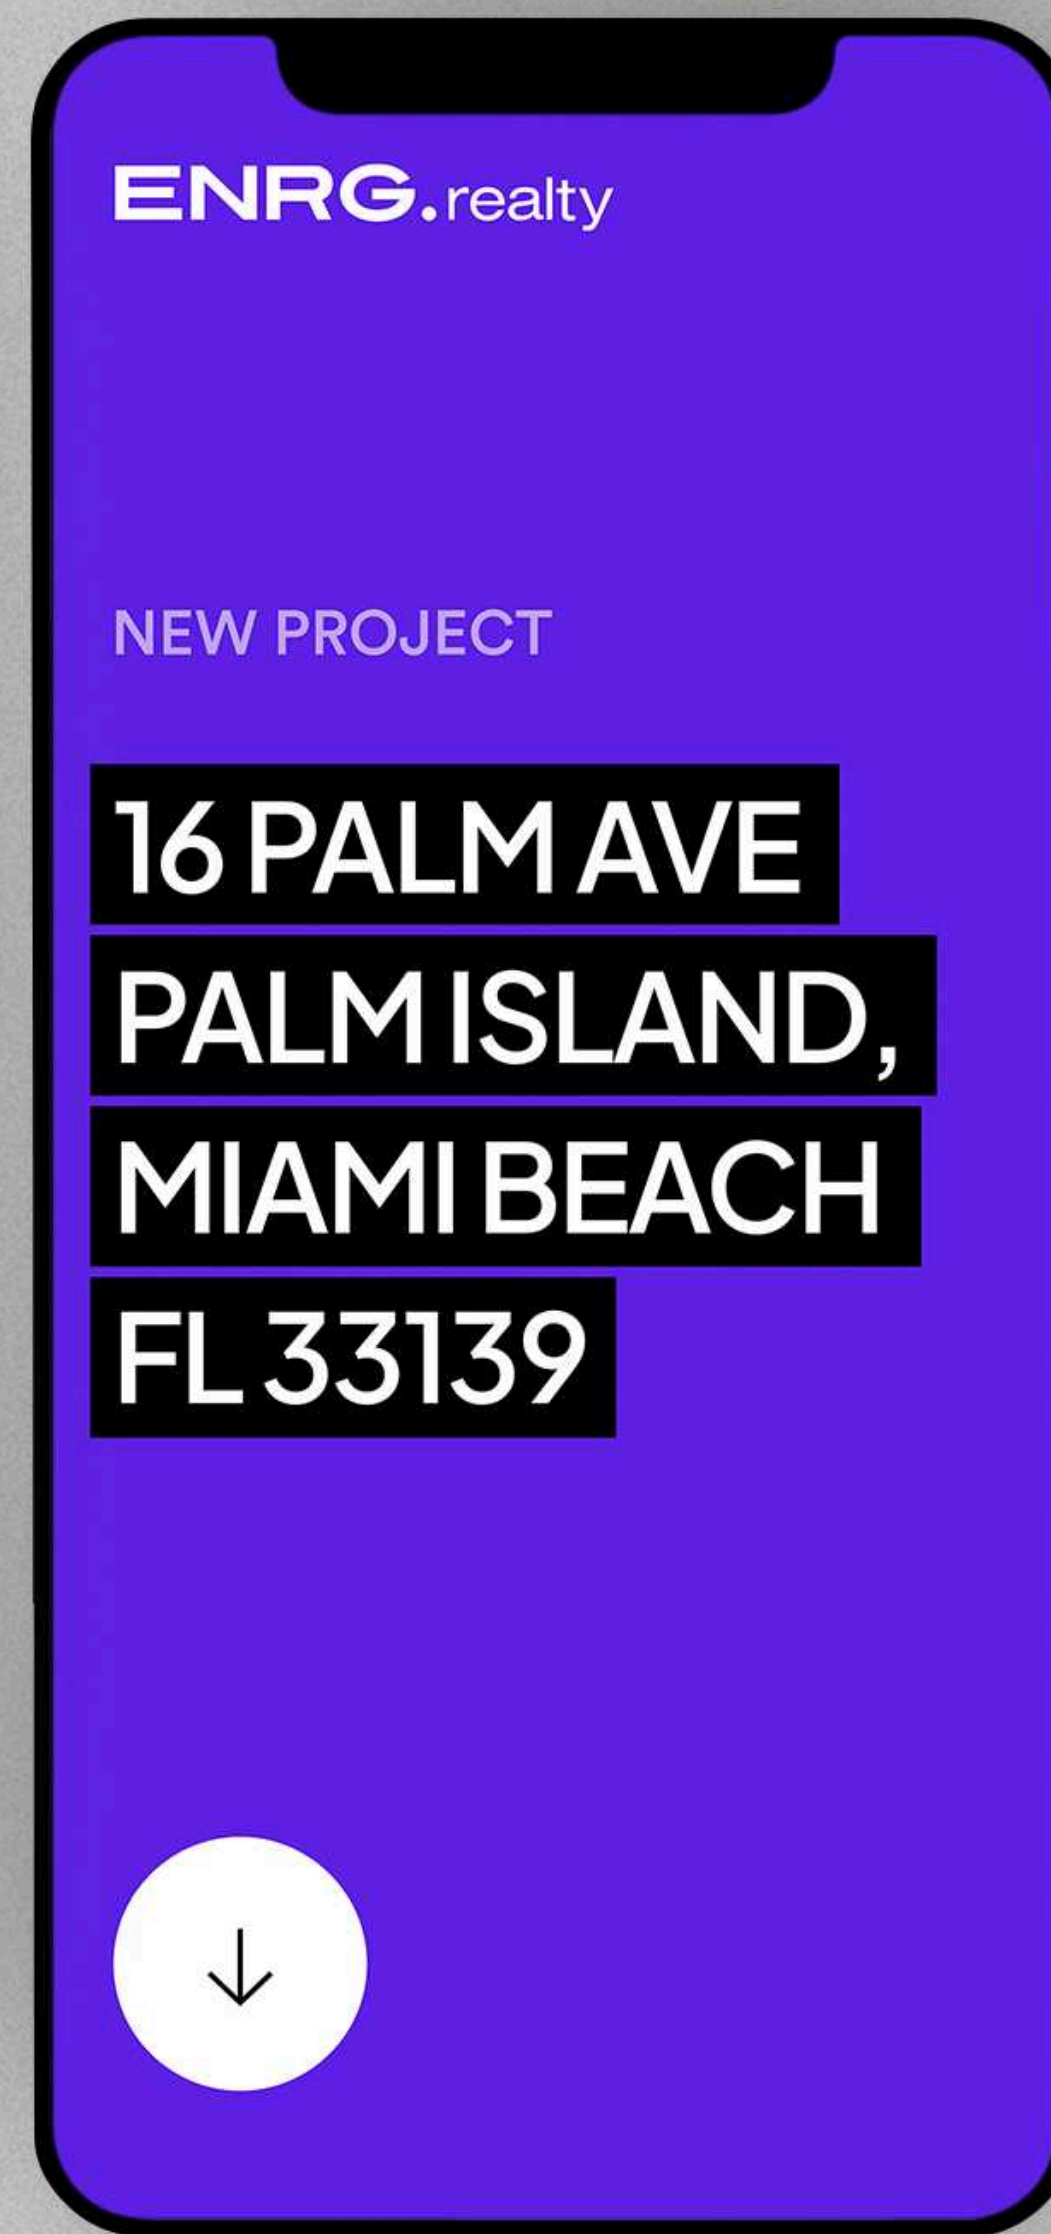 ENRG.realty
NEW PROJECT
16 PALM AVE
PALM ISLAND,
MIAMI BEACH
FL 33139